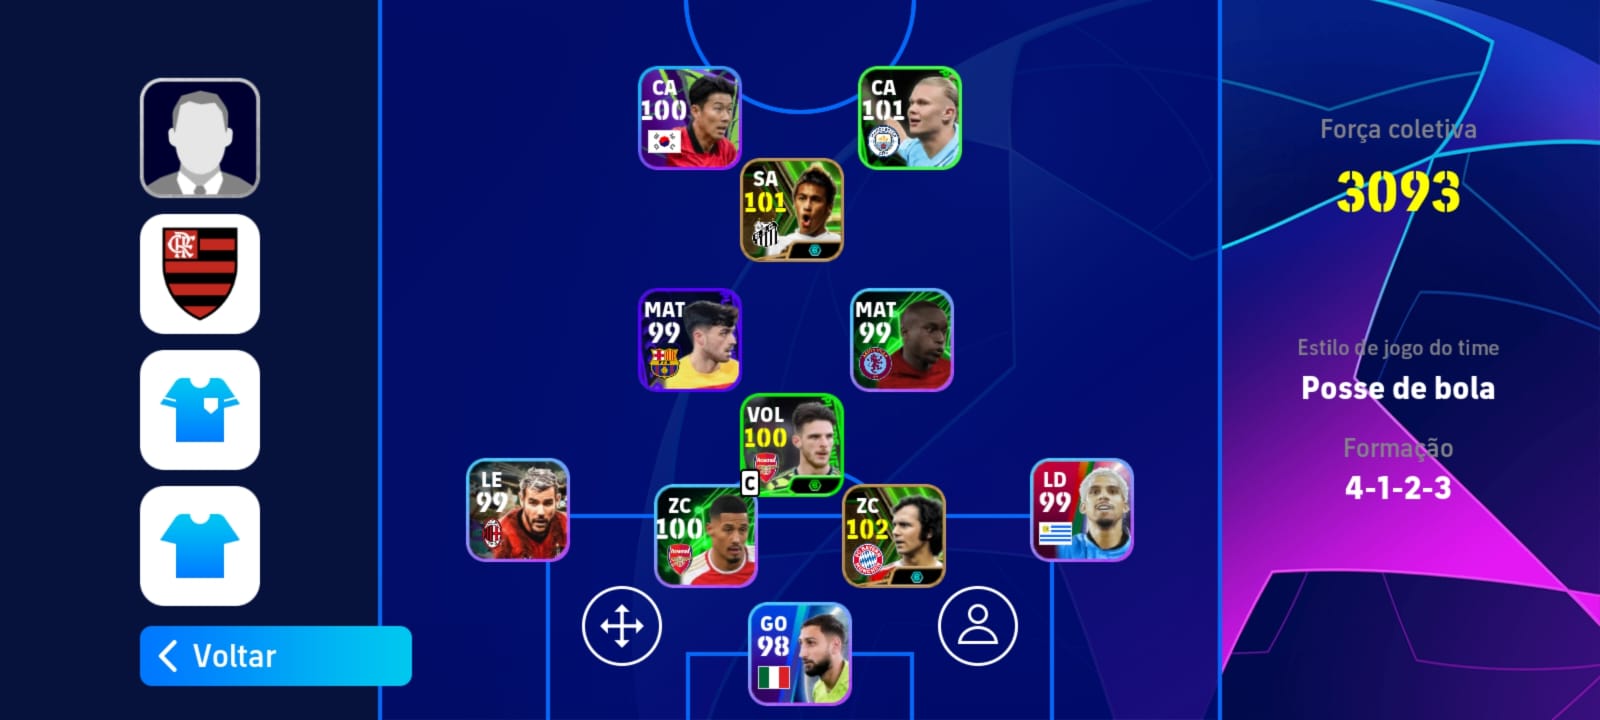 CA
100
CA
101
SA
101
MAT
99
MAT
99
VOL
100
C
LE
99
ZC
100
ZC
102
LD
99
GO
98
Voltar
Força coletiva
3093
Estilo de jogo do time
Posse de bola
Formação
4-1-2-3